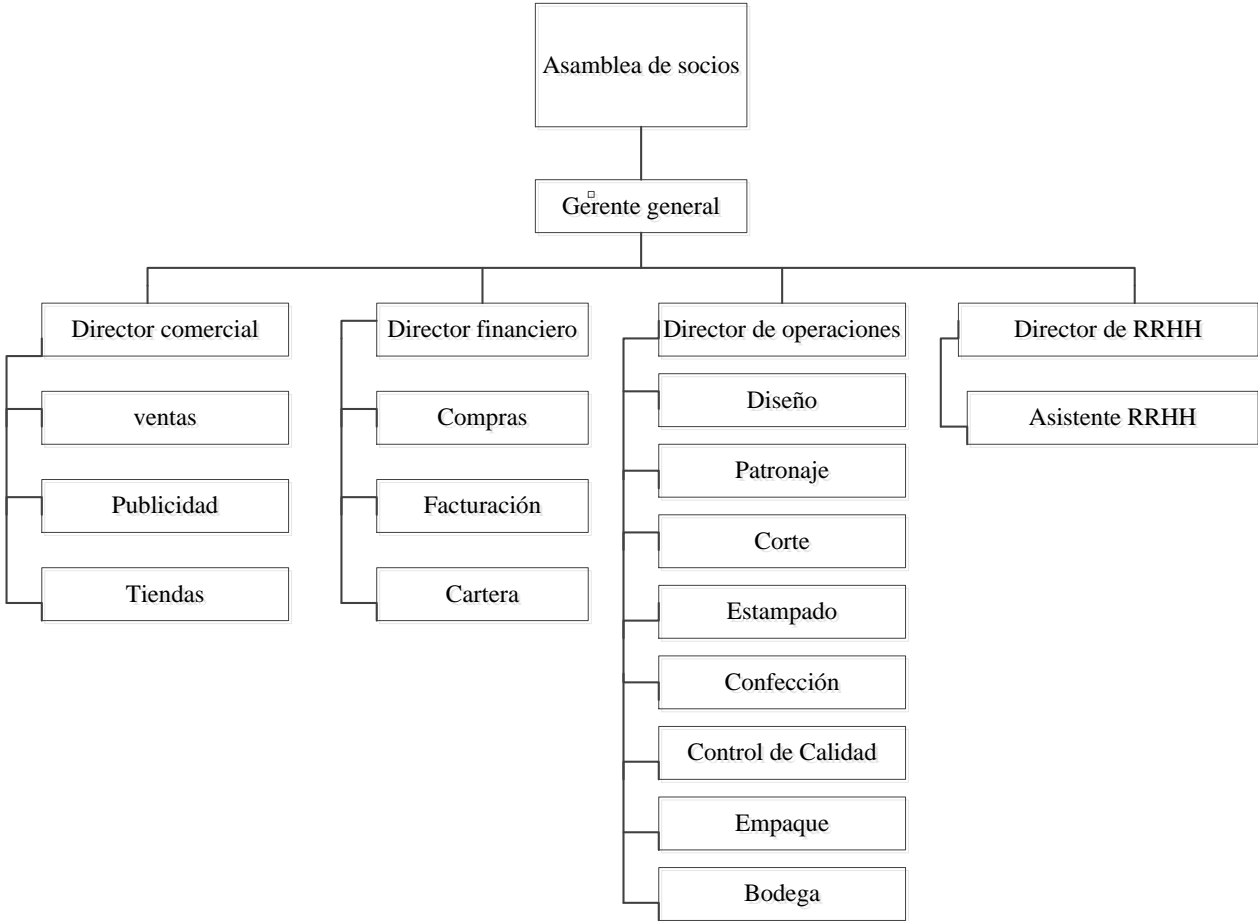 Asamblea de socios
Gerente general
Director comercial
ventas
Publicidad
Tiendas
Director financiero
Compras
Facturación
Cartera
Director de operaciones
Diseño
Patronaje
Corte
Estampado
Confección
Control de Calidad
Empaque
Bodega
Director de RRHH
Asistente RRHH